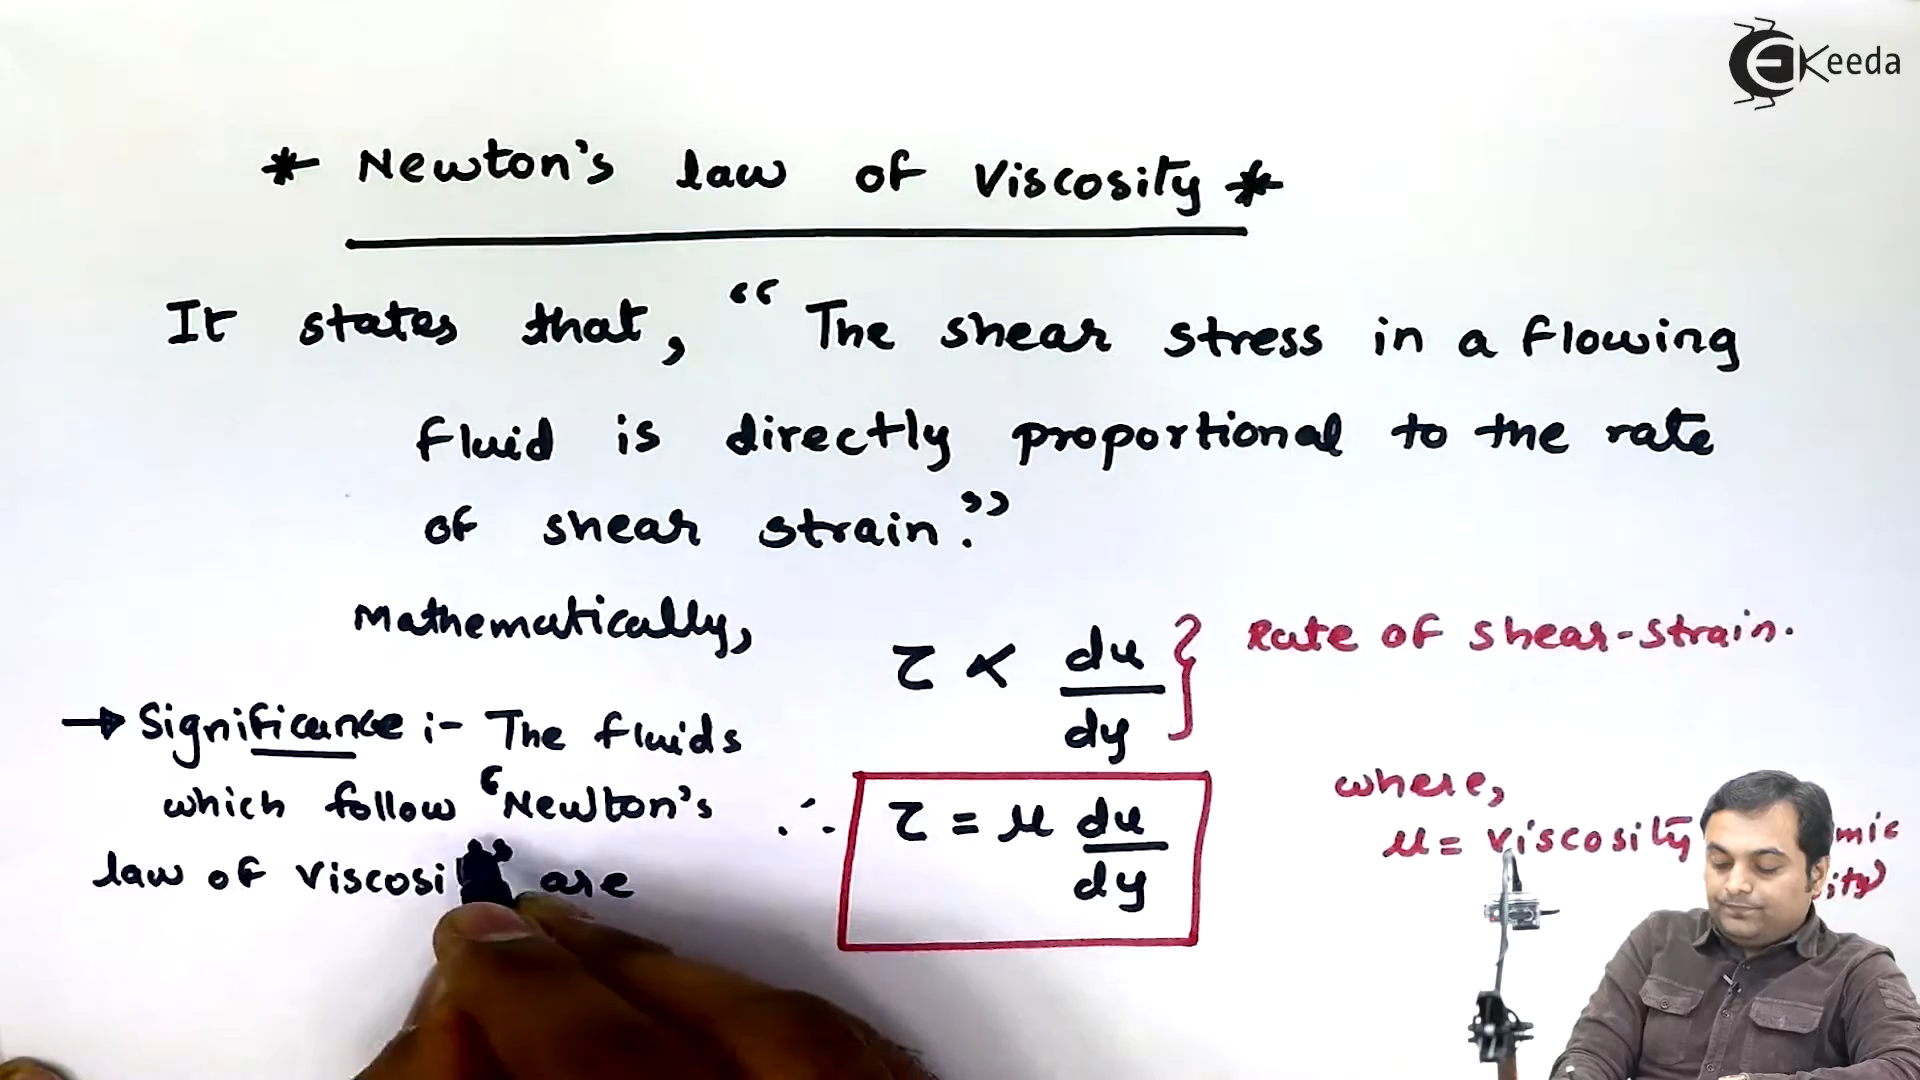 EKeeda
* Newton's law of Viscosity *
It states that, "The shear stress in a flowing
fluid is directly proportional to the rate
of shear strain."
Mathematically,
τ ∝ du/dy } Rate of shear-strain.
→ Significance :- The fluids
which follow 'Newton's
law of viscosi are
∴ τ = μ du/dy
where,
μ = viscosity